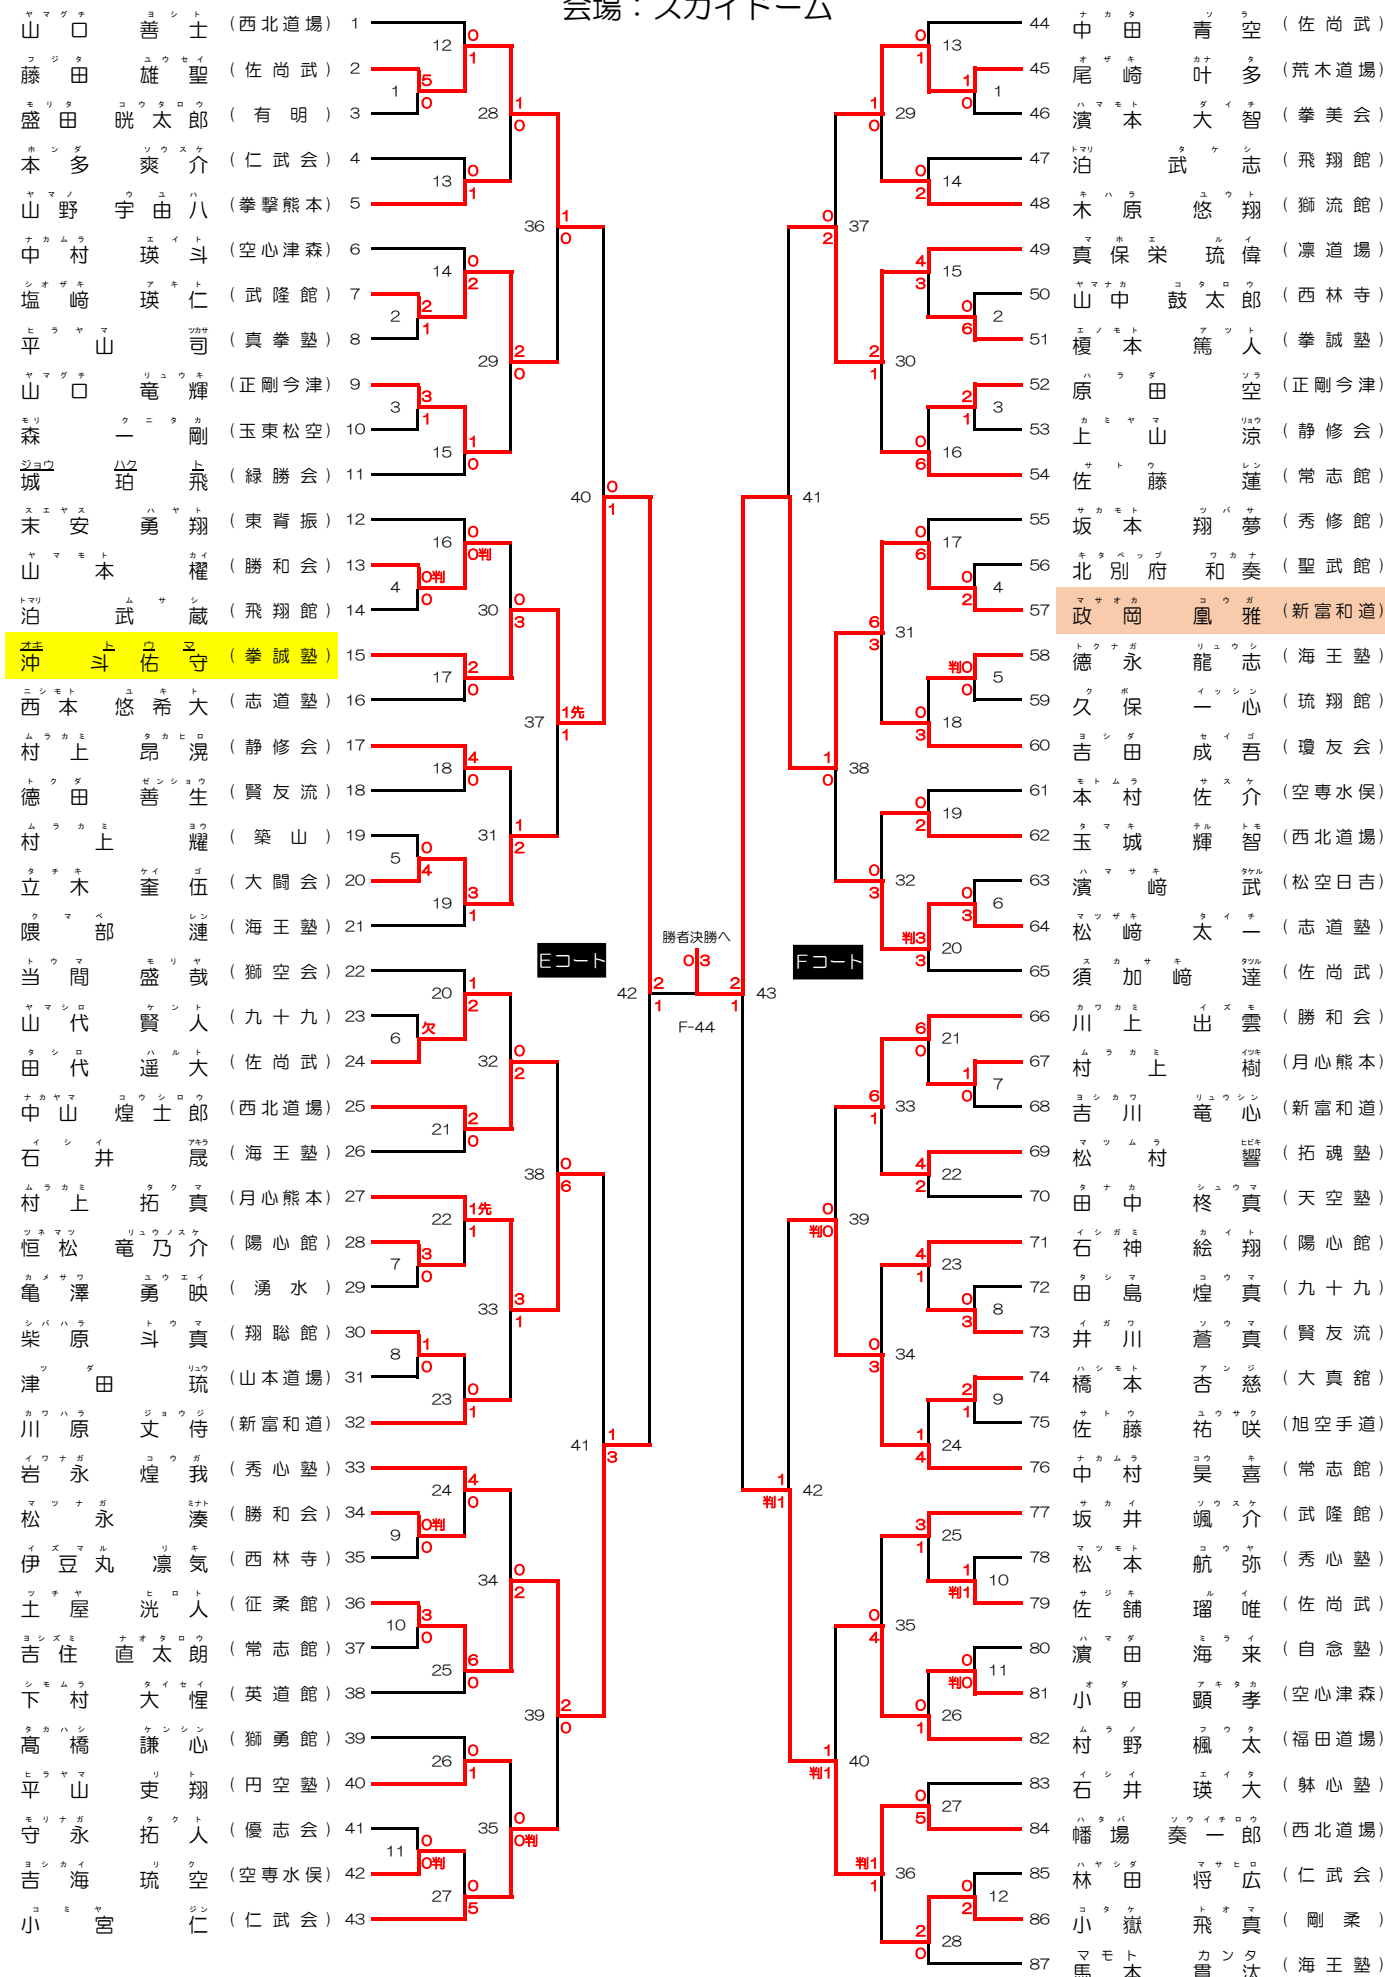 会場：スカイドーム
山口 善士 (西北道場) 1
藤田 雄聖 (佐尚武) 2
盛田 晄太郎 (有明) 3
本多 爽介 (仁武会) 4
山野 宇由八 (拳撃熊本) 5
中村 瑛斗 (空心津森) 6
塩﨑 瑛仁 (武隆館) 7
平山 司 (真拳塾) 8
山口 竜輝 (正剛今津) 9
森 一剛 (玉東松空) 10
城 珀飛 (緑勝会) 11
末安 勇翔 (東背振) 12
山本 櫂 (勝和会) 13
泊 武蔵 (飛翔館) 14
沖 斗佑守 (拳誠塾) 15
西本 悠希大 (志道塾) 16
村上 昂滉 (静修会) 17
德田 善生 (賢友流) 18
村上 耀 (築山) 19
立木 奎伍 (大闘会) 20
隈部 漣 (海王塾) 21
当間 盛哉 (獅空会) 22
山代 賢人 (九十九) 23
田代 遥大 (佐尚武) 24
中山 煌士郎 (西北道場) 25
石井 晟 (海王塾) 26
村上 拓真 (月心熊本) 27
恒松 竜乃介 (陽心館) 28
亀澤 勇映 (湧水) 29
柴原 斗真 (翔聡館) 30
津田 琉 (山本道場) 31
川原 丈侍 (新富和道) 32
岩永 煌我 (秀心塾) 33
松永 湊 (勝和会) 34
伊豆丸 凛気 (西林寺) 35
土屋 洸人 (征柔館) 36
吉住 直太朗 (常志館) 37
下村 大惺 (英道館) 38
髙橋 謙心 (獅勇館) 39
平山 吏翔 (円空塾) 40
守永 拓人 (優志会) 41
吉海 琉空 (空専水俣) 42
小宮 仁 (仁武会) 43
Eコート
勝者決勝へ
0 3
F-44
Fコート
44 中田 青空 (佐尚武)
45 尾崎 叶多 (荒木道場)
46 濵本 大智 (拳美会)
47 泊 武志 (飛翔館)
48 木原 悠翔 (獅流館)
49 真保栄 琉偉 (凛道場)
50 山中 鼓太郎 (西林寺)
51 榎本 篤人 (拳誠塾)
52 原田 空 (正剛今津)
53 上山 涼 (静修会)
54 佐藤 蓮 (常志館)
55 坂本 翔夢 (秀修館)
56 北別府 和奏 (聖武館)
57 政岡 凰雅 (新富和道)
58 德永 龍志 (海王塾)
59 久保 一心 (琉翔館)
60 吉田 成吾 (瓊友会)
61 本村 佐介 (空専水俣)
62 玉城 輝智 (西北道場)
63 濵﨑 武 (松空日吉)
64 松﨑 太一 (志道塾)
65 須加﨑 達 (佐尚武)
66 川上 出雲 (勝和会)
67 村上 樹 (月心熊本)
68 吉川 竜心 (新富和道)
69 松村 響 (拓魂塾)
70 田中 柊真 (天空塾)
71 石神 絵翔 (陽心館)
72 田島 煌真 (九十九)
73 井川 蒼真 (賢友流)
74 橋本 杏慈 (大真舘)
75 佐藤 祐咲 (旭空手道)
76 中村 昊喜 (常志館)
77 坂井 颯介 (武隆館)
78 松本 航弥 (秀心塾)
79 佐舗 瑠唯 (佐尚武)
80 濵田 海来 (自念塾)
81 小田 顕孝 (空心津森)
82 村野 楓太 (福田道場)
83 石井 瑛大 (躰心塾)
84 幡場 奏一郎 (西北道場)
85 林田 将広 (仁武会)
86 小嶽 飛真 (剛柔)
87 馬本 貫汰 (海王塾)